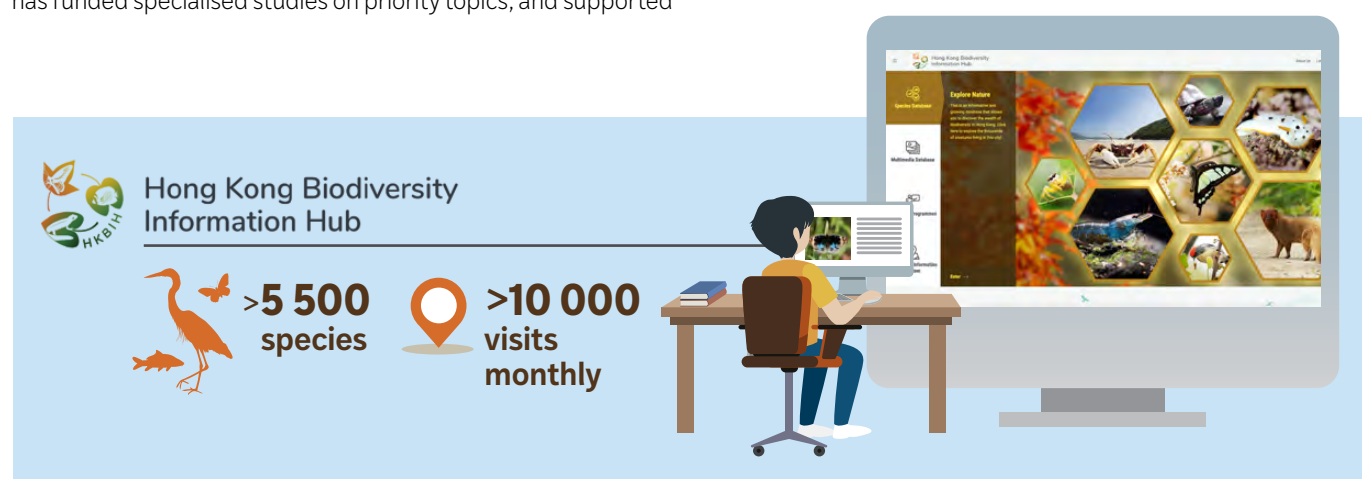 has funded specialised studies on priority topics, and supported
Hong Kong Biodiversity
Information Hub
Species Database
Explore Nature
Multimedia Database
Enter
HKBIH
Hong Kong Biodiversity
Information Hub
>5 500
species
>10 000
visits
monthly